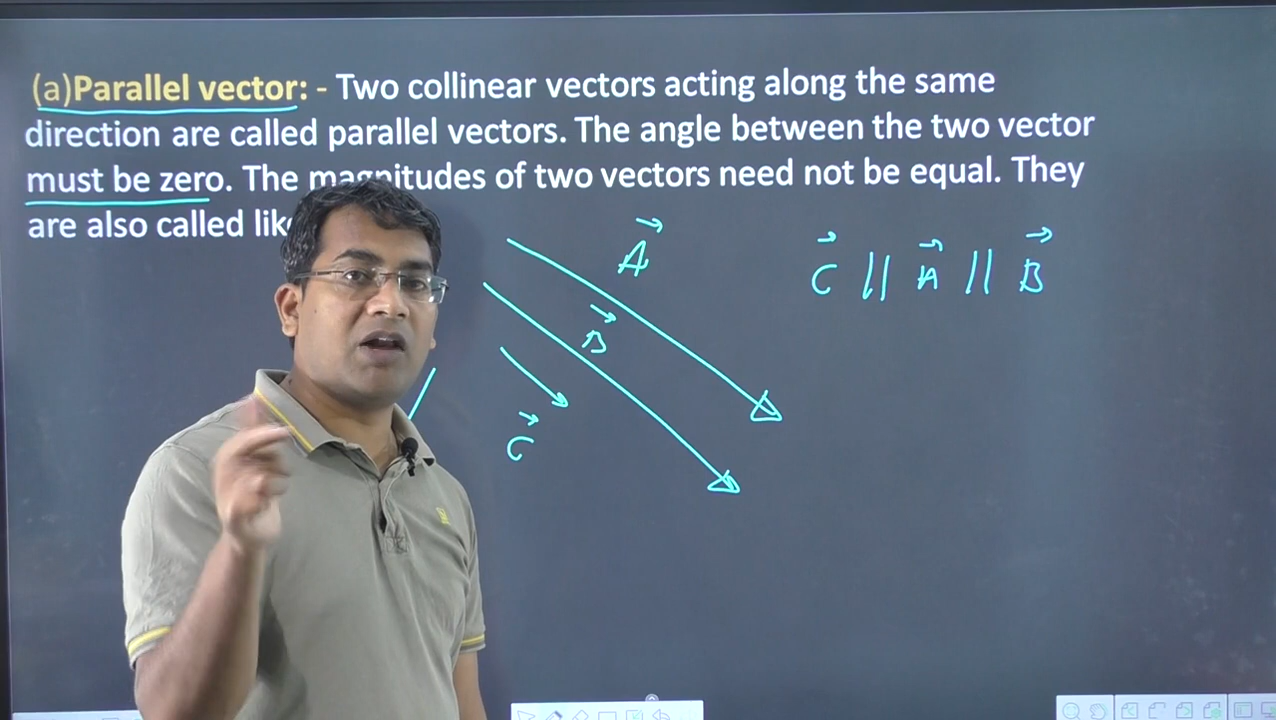 (a)Parallel vector: - Two collinear vectors acting along the same
direction are called parallel vectors. The angle between the two vector
must be zero. The magnitudes of two vectors need not be equal. They
are also called
A
C || A || B
B
C